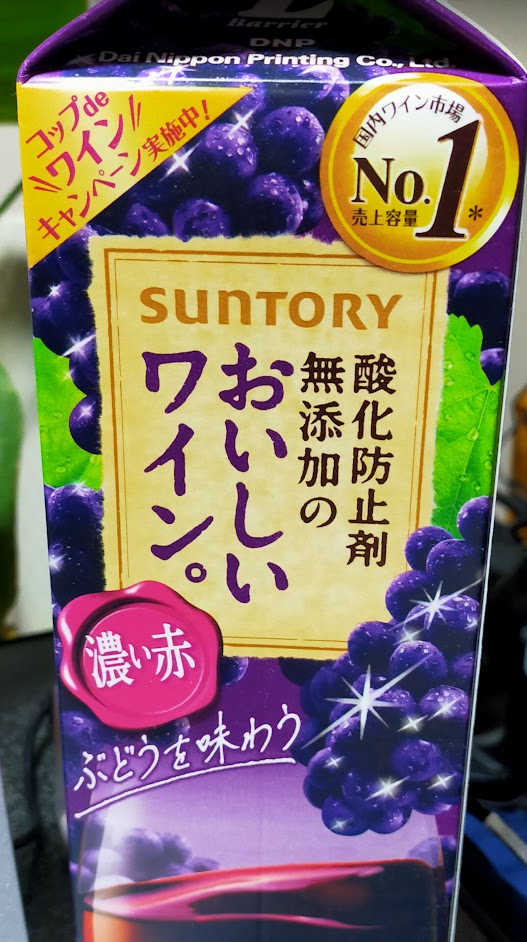 Barrier
DNP
Dai Nippon Printing Co., Ltd.
コップde
ワイン
キャンペーン実施中!
国内ワイン市場
No.1*
売上容量
SUNTORY
酸化防止剤
無添加の
おいしい
ワイン。
濃い赤
ぶどうを味わう